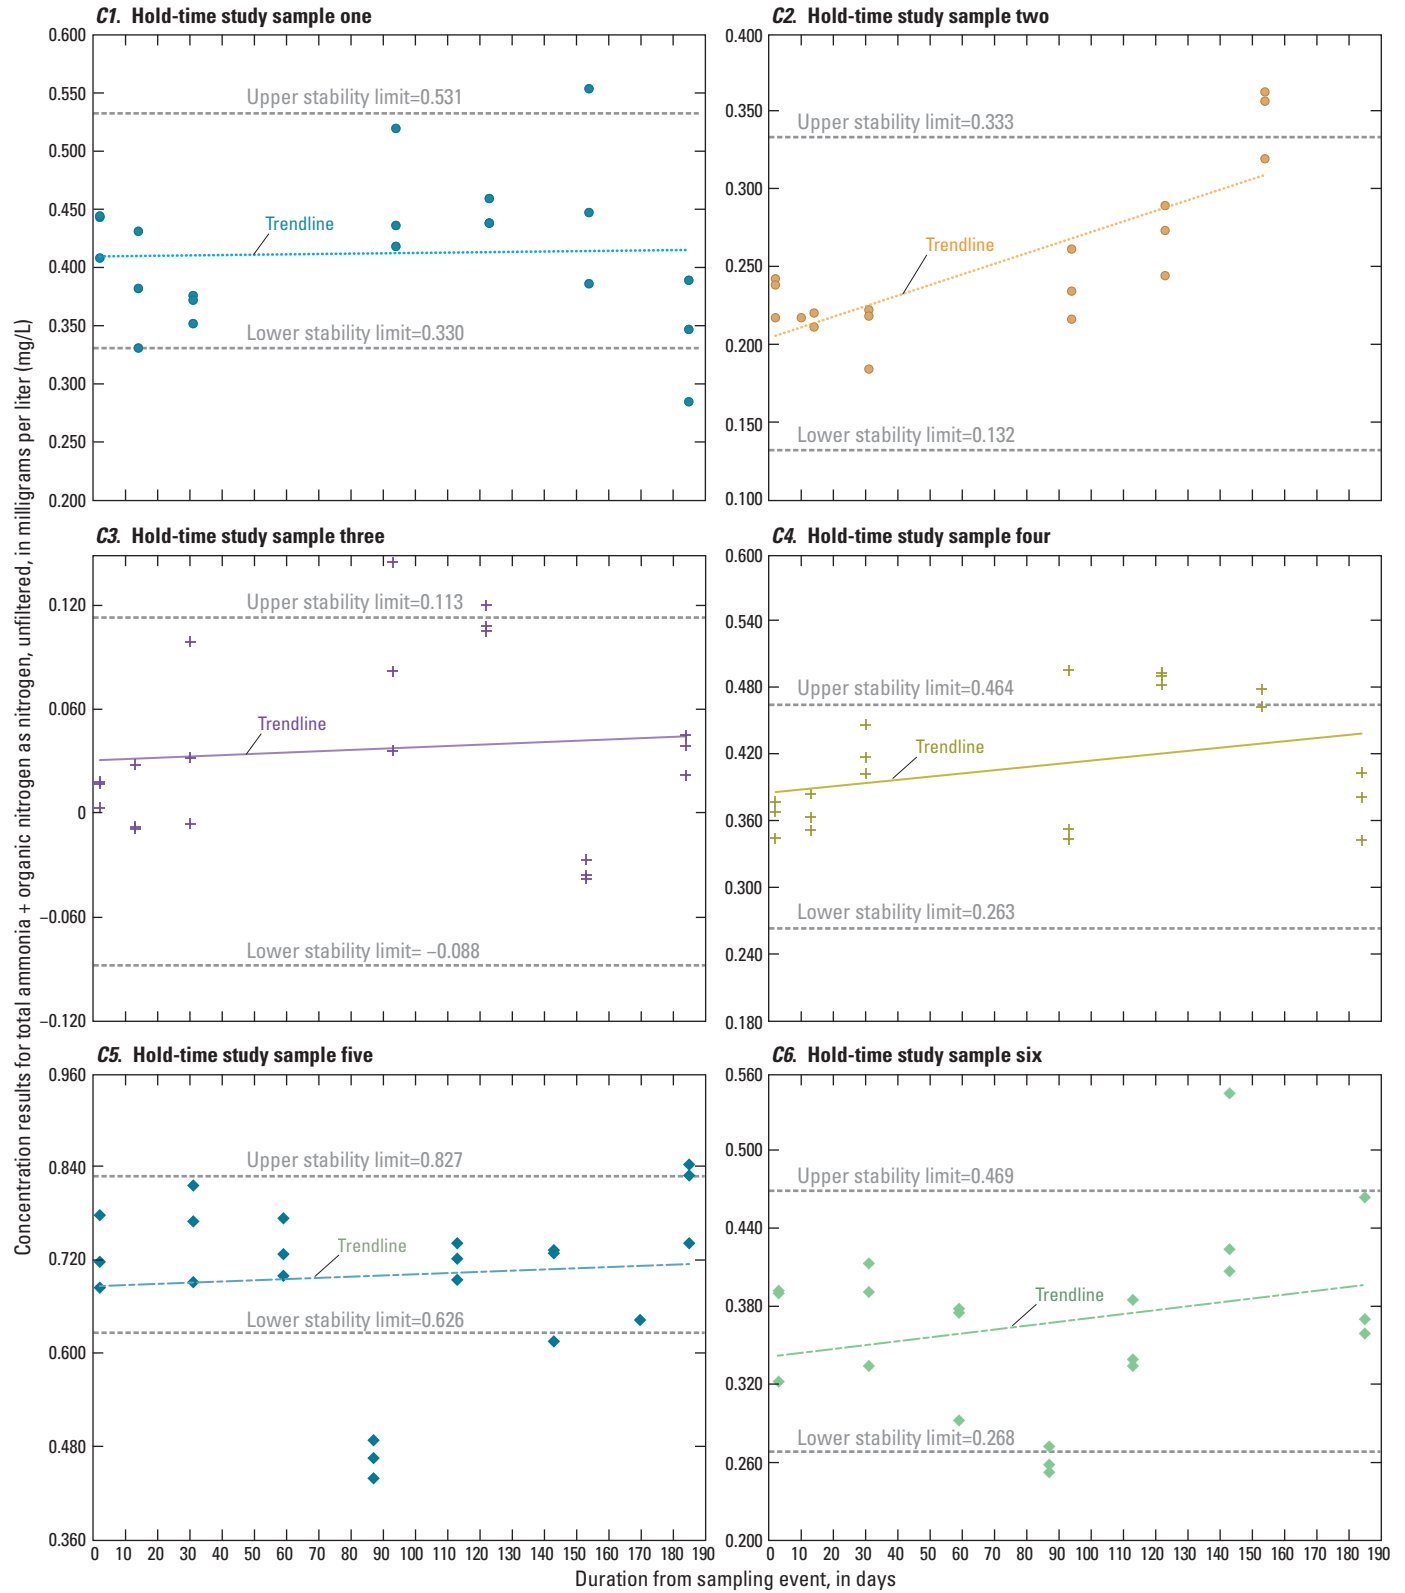 C1. Hold-time study sample one
0.600
0.550
0.500
0.450
0.400
0.350
0.300
0.250
0.200
Upper stability limit=0.531
Trendline
Lower stability limit=0.330
C2. Hold-time study sample two
0.400
0.350
0.300
0.250
0.200
0.150
0.100
Upper stability limit=0.333
Trendline
Lower stability limit=0.132
C3. Hold-time study sample three
0.120
0.060
0
−0.060
−0.120
Upper stability limit=0.113
Trendline
Lower stability limit= −0.088
C4. Hold-time study sample four
0.600
0.540
0.480
0.420
0.360
0.300
0.240
0.180
Upper stability limit=0.464
Trendline
Lower stability limit=0.263
C5. Hold-time study sample five
0.960
0.840
0.720
0.600
0.480
0.360
Upper stability limit=0.827
Trendline
Lower stability limit=0.626
0 10 20 30 40 50 60 70 80 90 100 110 120 130 140 150 160 170 180 190
C6. Hold-time study sample six
0.560
0.500
0.440
0.380
0.320
0.260
0.200
Upper stability limit=0.469
Trendline
Lower stability limit=0.268
0 10 20 30 40 50 60 70 80 90 100 110 120 130 140 150 160 170 180 190
Concentration results for total ammonia + organic nitrogen as nitrogen, unfiltered, in milligrams per liter (mg/L)
Duration from sampling event, in days